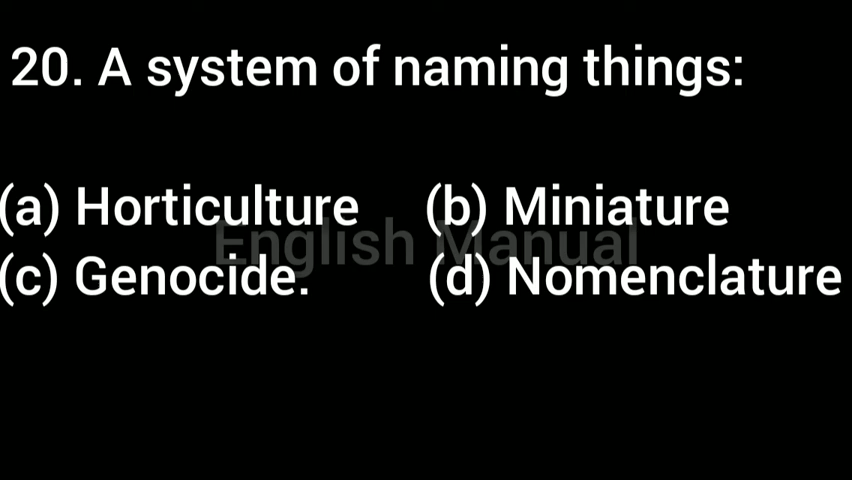 20. A system of naming things:
(a) Horticulture (b) Miniature
English Manual
(c) Genocide. (d) Nomenclature